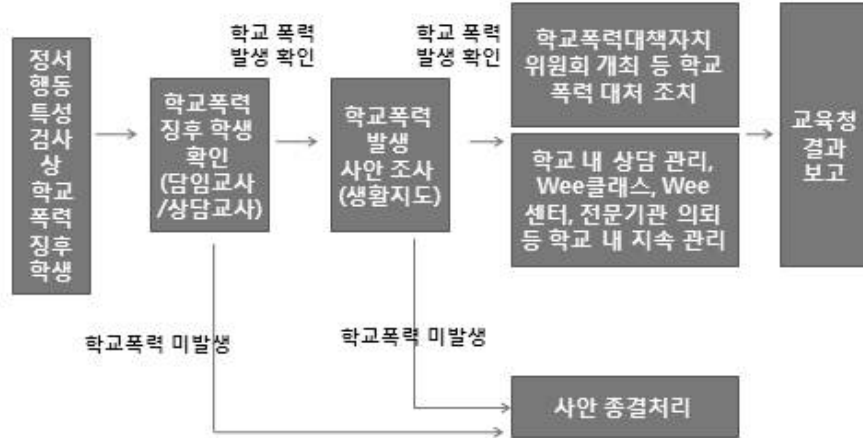 정서
행동
특성
검사
상
학교
폭력
징후
학생
학교 폭력
발생 확인
학교폭력
징후 학생
확인
(담임교사
/상담교사)
학교폭력
발생
사안 조사
(생활지도)
학교 폭력
발생 확인
학교폭력대책자치
위원회 개최 등 학교
폭력 대처 조치
학교 내 상담 관리,
Wee클래스, Wee
센터, 전문기관 의뢰
등 학교 내 지속 관리
교육청
결과
보고
학교폭력 미발생
학교폭력 미발생
사안 종결처리